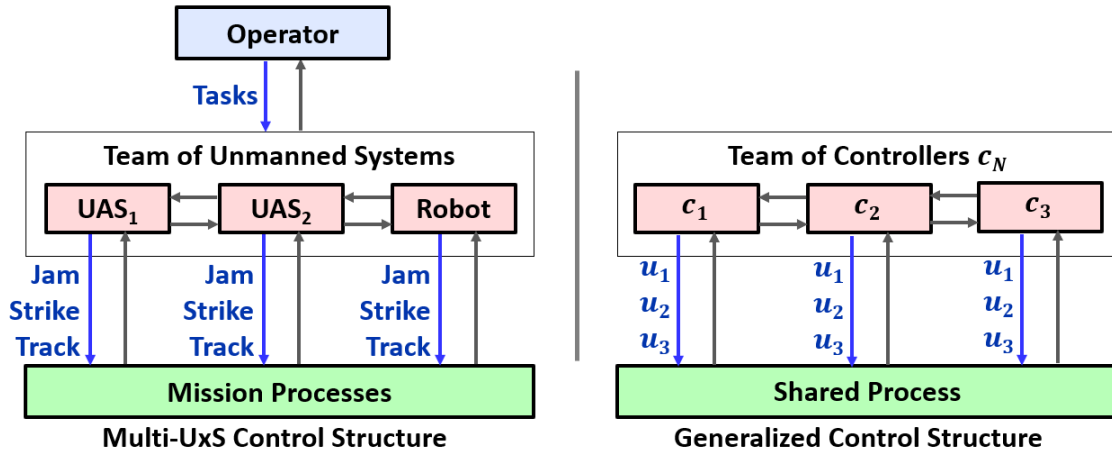 Operator
Tasks
Team of Unmanned Systems
UAS₁
UAS₂
Robot
Jam
Strike
Track
Jam
Strike
Track
Jam
Strike
Track
Mission Processes
Multi-UxS Control Structure
Team of Controllers c_N
c₁
c₂
c₃
u₁
u₂
u₃
u₁
u₂
u₃
u₁
u₂
u₃
Shared Process
Generalized Control Structure